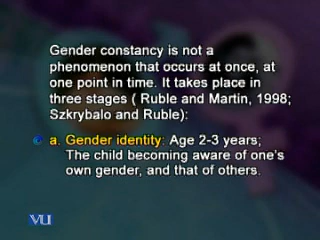 Gender constancy is not a
phenomenon that occurs at once, at
one point in time. It takes place in
three stages ( Ruble and Martin, 1998;
Szkrybalo and Ruble):
a. Gender identity: Age 2-3 years;
The child becoming aware of one's
own gender, and that of others.
VU